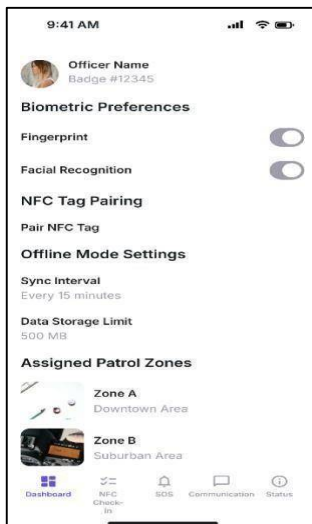 9:41 AM
Officer Name
Badge #12345
Biometric Preferences
Fingerprint
Facial Recognition
NFC Tag Pairing
Pair NFC Tag
Offline Mode Settings
Sync Interval
Every 15 minutes
Data Storage Limit
500 MB
Assigned Patrol Zones
Zone A
Downtown Area
Zone B
Suburban Area
Dashboard
NFC
Check-
In
SOS
Communication
Status